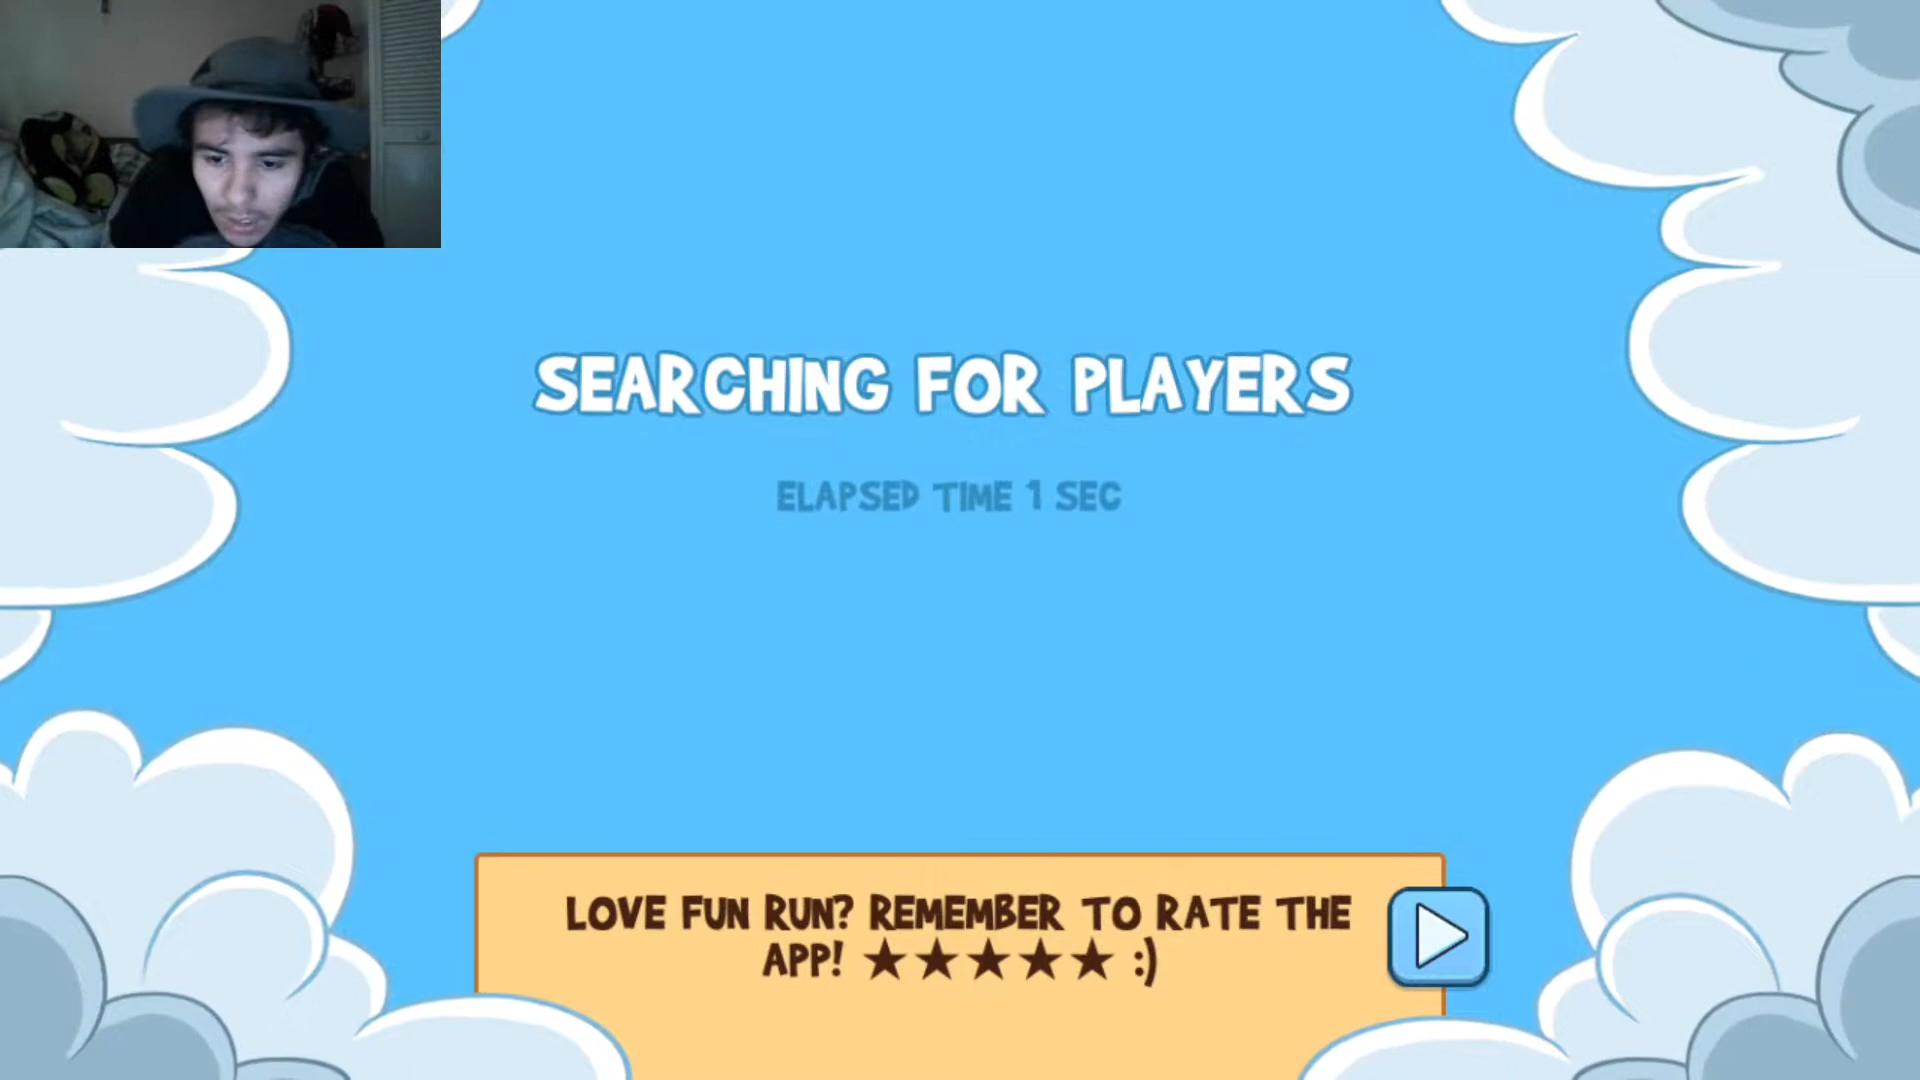 SEARCHING FOR PLAYERS
ELAPSED TIME 1 SEC
LOVE FUN RUN? REMEMBER TO RATE THE
APP! ★★★★★ :)